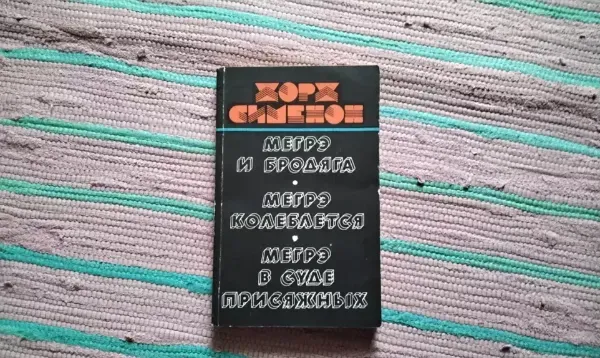 ЖОРЖ
СИМЕНОН
МЕГРЭ
И БРОДЯГА
•
МЕГРЭ
КОЛЕБЛЕТСЯ
•
МЕГРЭ
В СУДЕ
ПРИСЯЖНЫХ